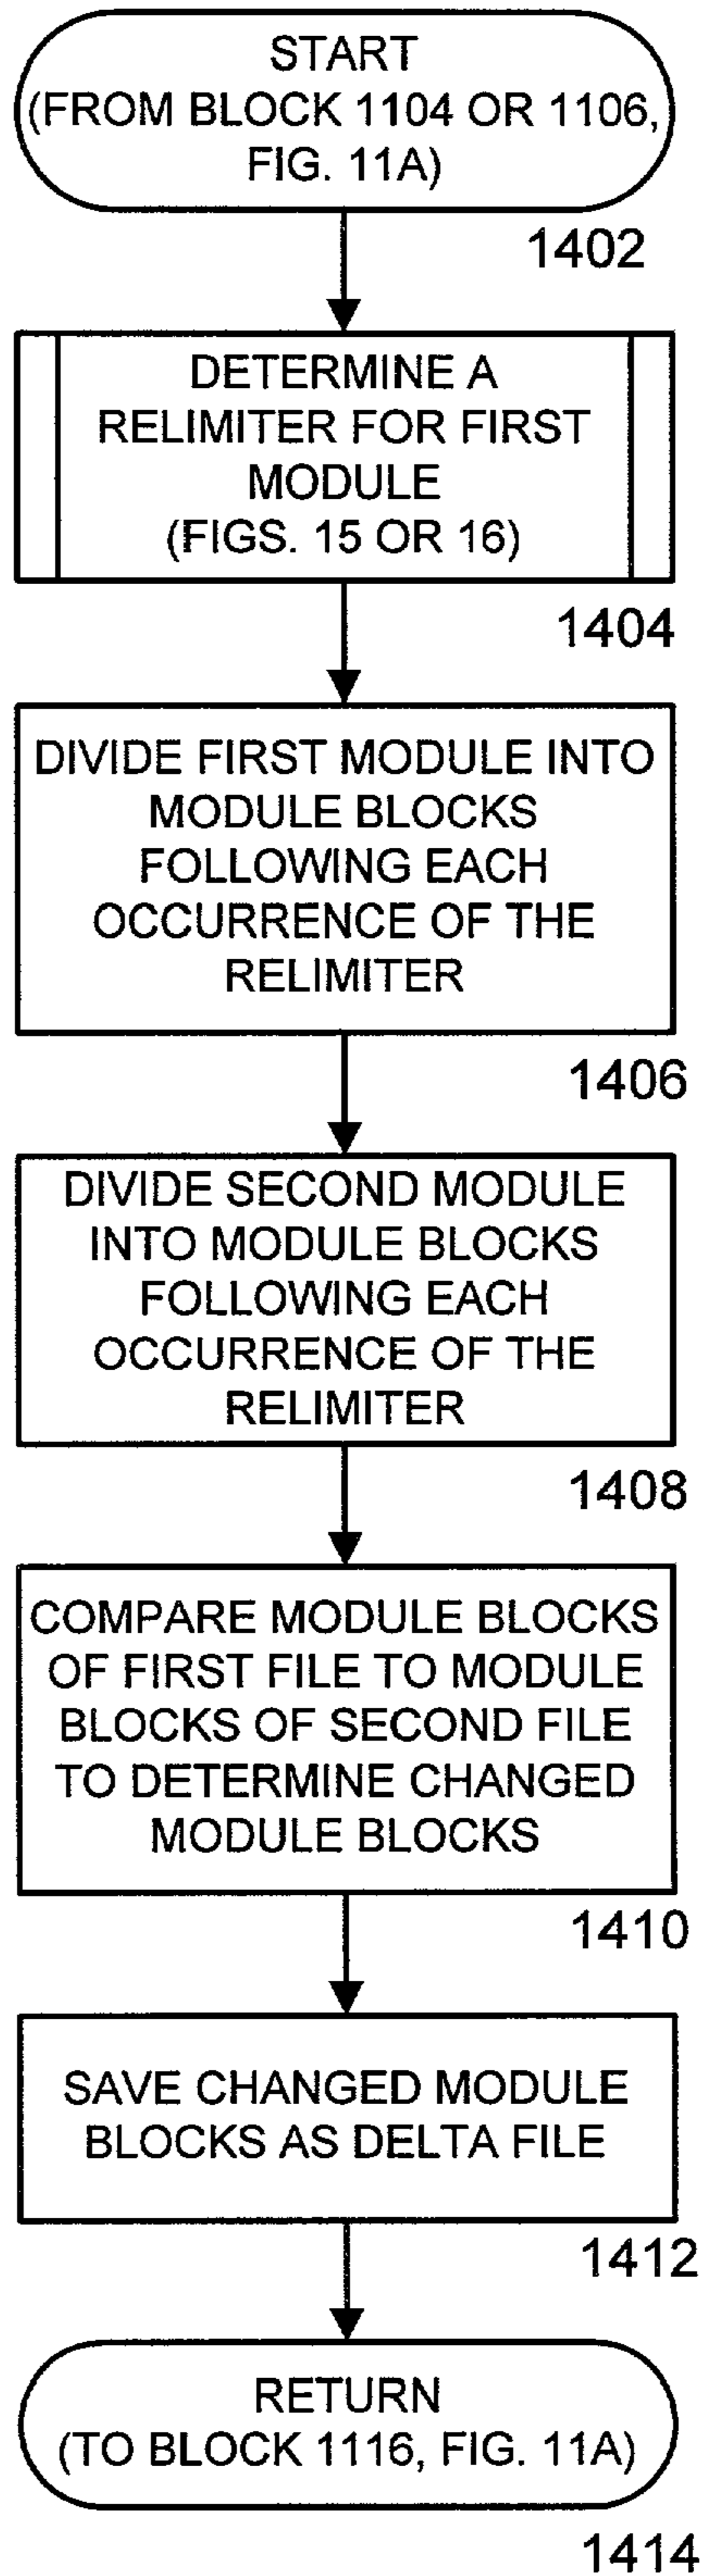 START
(FROM BLOCK 1104 OR 1106,
FIG. 11A)
1402
DETERMINE A
RELIMITER FOR FIRST
MODULE
(FIGS. 15 OR 16)
1404
DIVIDE FIRST MODULE INTO
MODULE BLOCKS
FOLLOWING EACH
OCCURRENCE OF THE
RELIMITER
1406
DIVIDE SECOND MODULE
INTO MODULE BLOCKS
FOLLOWING EACH
OCCURRENCE OF THE
RELIMITER
1408
COMPARE MODULE BLOCKS
OF FIRST FILE TO MODULE
BLOCKS OF SECOND FILE
TO DETERMINE CHANGED
MODULE BLOCKS
1410
SAVE CHANGED MODULE
BLOCKS AS DELTA FILE
1412
RETURN
(TO BLOCK 1116, FIG. 11A)
1414